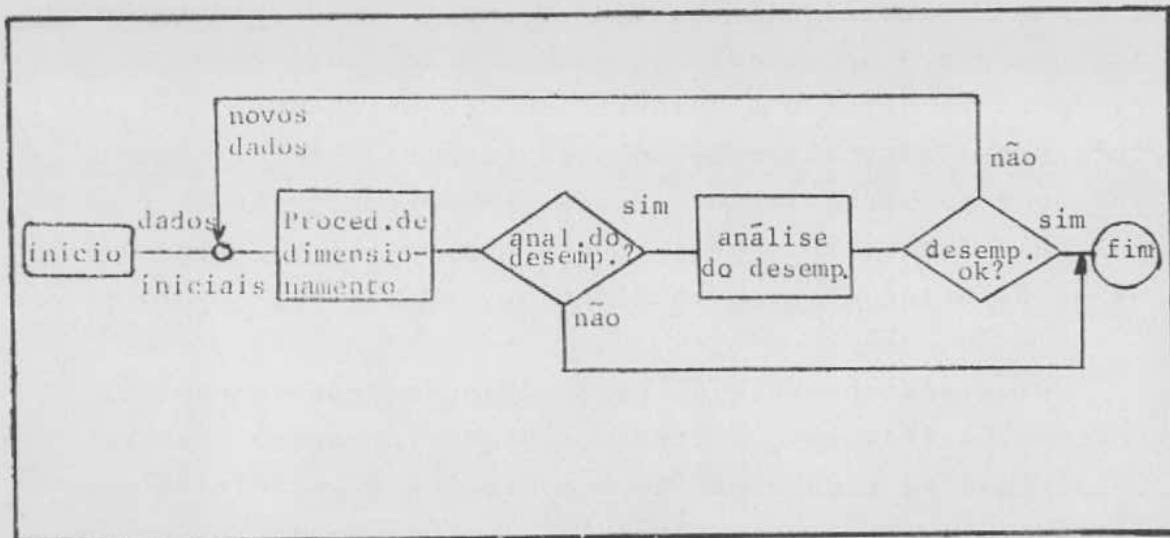 novos
dados
não
dados
iniciais
início
Proced.de
dimensio-
namento
anal.do
desemp.?
sim
não
análise
do desemp.
desemp.
ok?
sim
fim